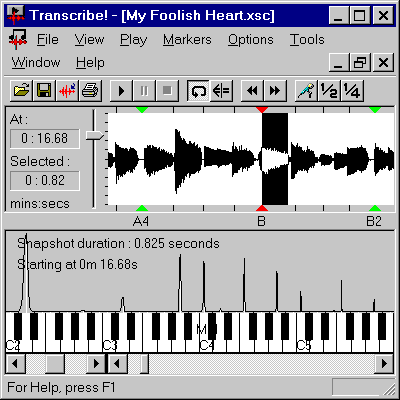 Transcribe! - [My Foolish Heart.xsc]
File View Play Markers Options Tools
Window Help
1/2 1/4
At :
0 : 16.68
Selected :
0 : 0.82
mins:secs
A4 B B2
Snapshot duration : 0.825 seconds
Starting at 0m 16.68s
C2 C3 C4 C5
For Help, press F1